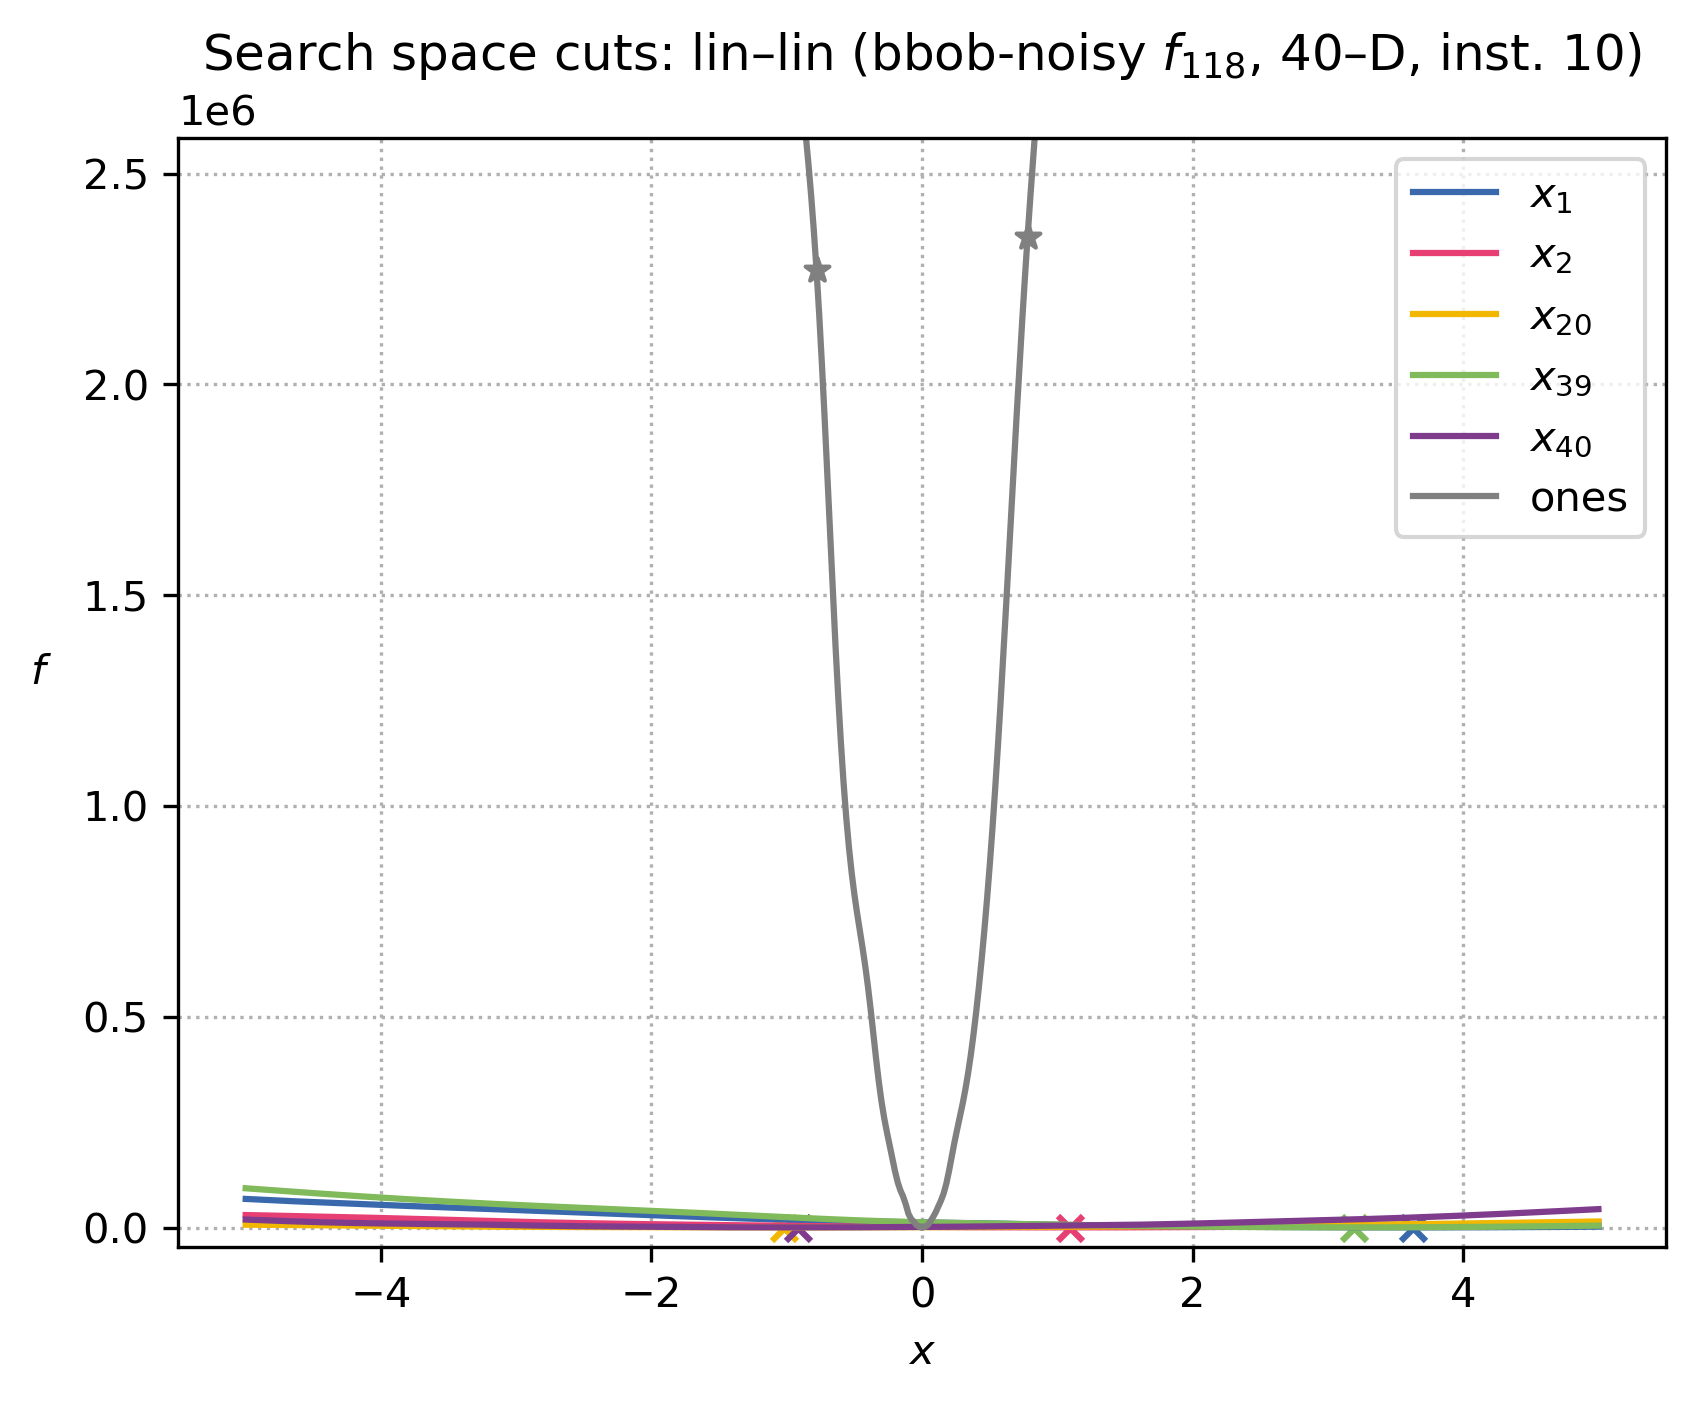 Search space cuts: lin–lin (bbob-noisy f118, 40–D, inst. 10)
1e6
2.5
2.0
1.5
1.0
0.5
0.0
f
x1
x2
x20
x39
x40
ones
−4
−2
0
2
4
x